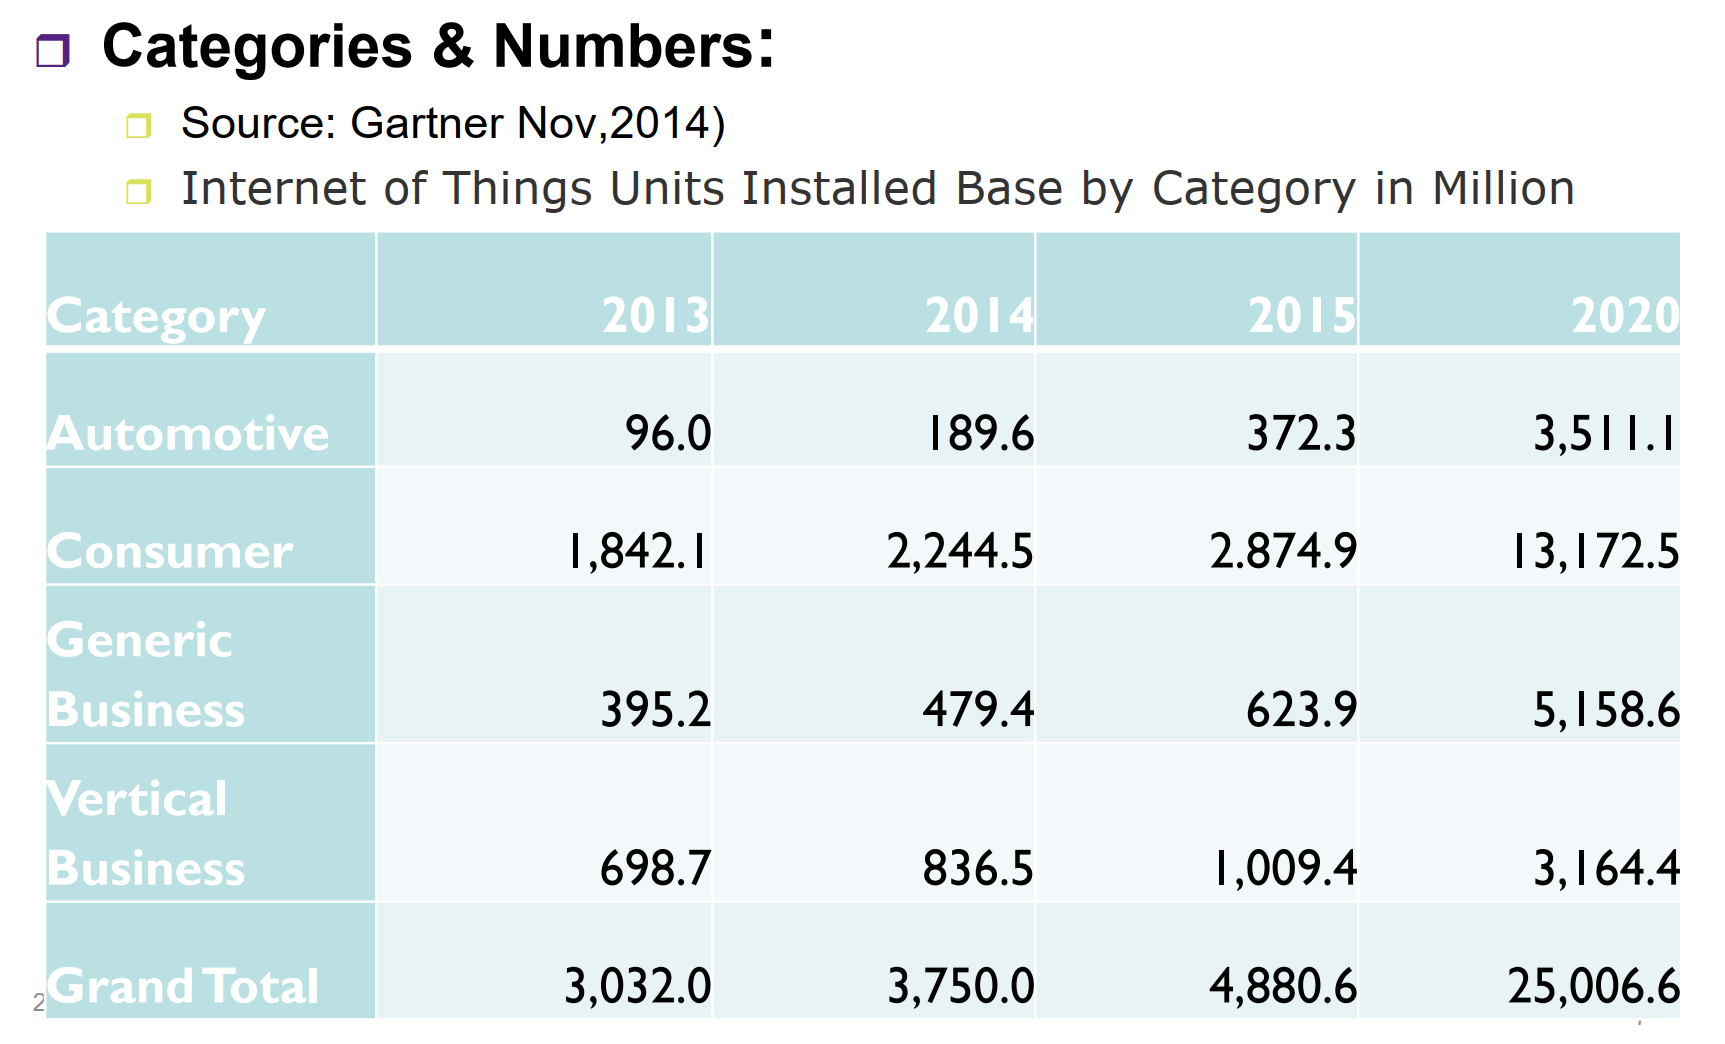 Categories & Numbers:
Source: Gartner Nov,2014)
Internet of Things Units Installed Base by Category in Million
Category 2013 2014 2015 2020
Automotive 96.0 189.6 372.3 3,511.1
Consumer 1,842.1 2,244.5 2.874.9 13,172.5
Generic
Business 395.2 479.4 623.9 5,158.6
Vertical
Business 698.7 836.5 1,009.4 3,164.4
Grand Total 3,032.0 3,750.0 4,880.6 25,006.6
2